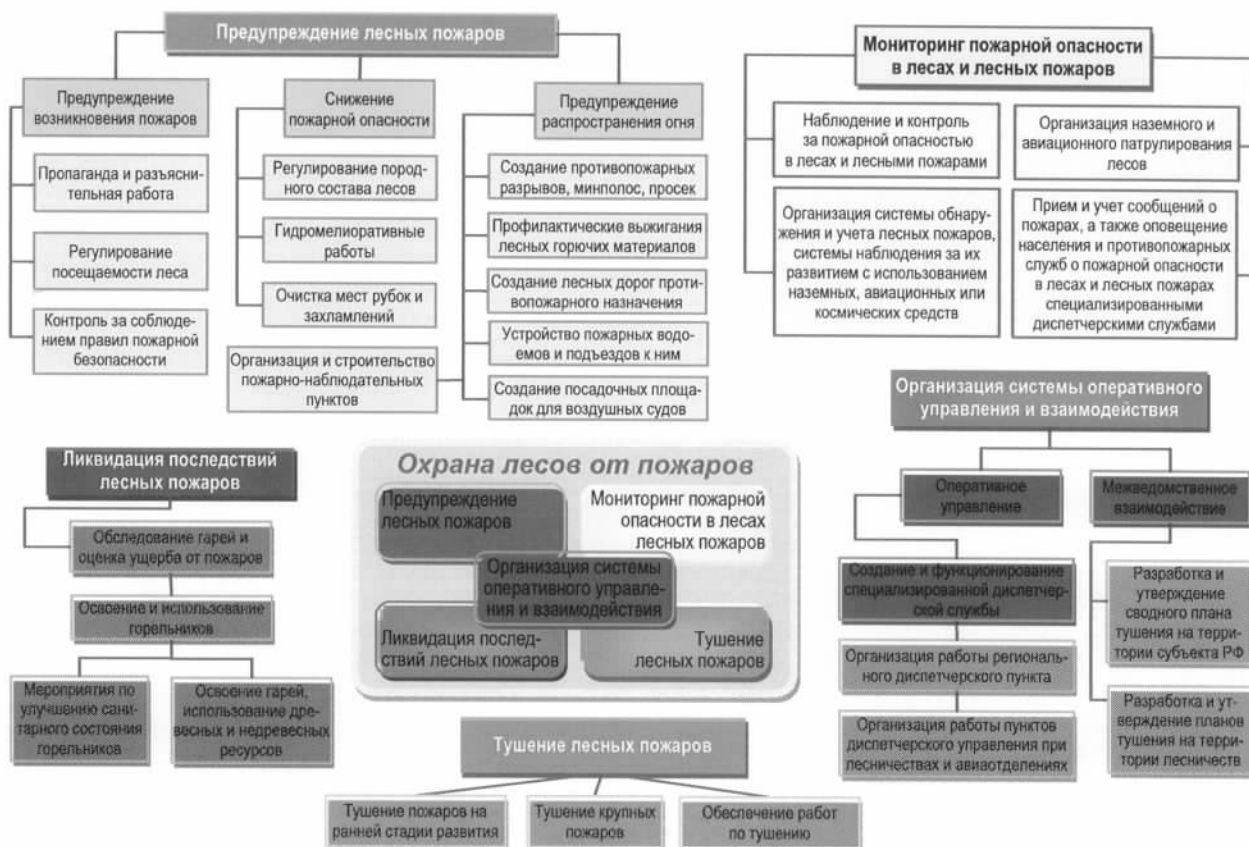 Предупреждение лесных пожаров
Предупреждение
возникновения пожаров
Пропаганда и разъясни-
тельная работа
Регулирование
посещаемости леса
Контроль за соблюде-
нием правил пожарной
безопасности
Снижение
пожарной опасности
Регулирование пород-
ного состава лесов
Гидромелиоративные
работы
Очистка мест рубок и
захламлений
Предупреждение
распространения огня
Создание противопожарных
разрывов, минполос, просек
Профилактические выжигания
лесных горючих материалов
Создание лесных дорог проти-
вопожарного назначения
Устройство пожарных водо-
емов и подъездов к ним
Организация и строительство
пожарно-наблюдательных
пунктов
Создание посадочных площа-
док для воздушных судов
Мониторинг пожарной опасности
в лесах и лесных пожаров
Наблюдение и контроль
за пожарной опасностью
в лесах и лесными пожарами
Организация наземного и
авиационного патрулирования
лесов
Организация системы обнару-
жения и учета лесных пожаров,
системы наблюдения за их
развитием с использованием
наземных, авиационных или
космических средств
Прием и учет сообщений о
пожарах, а также оповещение
населения и противопожарных
служб о пожарной опасности
в лесах и лесных пожарах
специализированными
диспетчерскими службами
Ликвидация последствий
лесных пожаров
Обследование гарей и
оценка ущерба от пожаров
Освоение и использование
горельников
Мероприятия по
улучшению сани-
тарного состояния
горельников
Освоение гарей,
использование дре-
весных и недревесных
ресурсов
Охрана лесов от пожаров
Предупреждение
лесных пожаров
Мониторинг пожарной
опасности в лесах
лесных пожаров
Организация системы
оперативного управле-
ния и взаимодействия
Ликвидация послед-
ствий лесных пожаров
Тушение
лесных пожаров
Организация системы оперативного
управления и взаимодействия
Оперативное
управление
Создание и функционирование
специализированной диспетчер-
ской службы
Организация работы региональ-
ного диспетчерского пункта
Организация работы пунктов
диспетчерского управления при
лесничествах и авиаотделениях
Межведомственное
взаимодействие
Разработка и
утверждение
сводного плана
тушения на терри-
тории субъекта РФ
Разработка и ут-
верждение планов
тушения на терри-
тории лесничеств
Тушение лесных пожаров
Тушение пожаров на
ранней стадии развития
Тушение крупных
пожаров
Обеспечение работ
по тушению